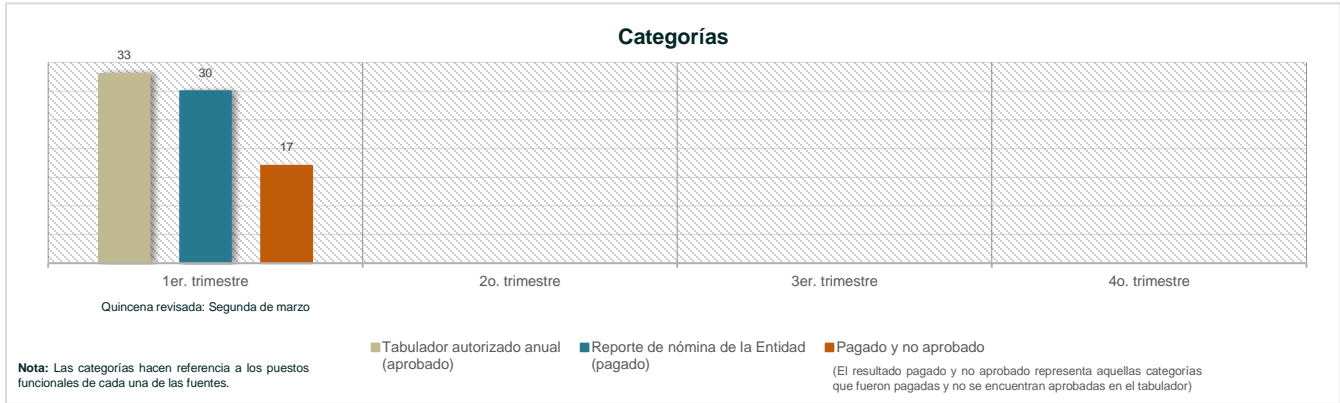 Categorías
33
30
17
1er. trimestre
2o. trimestre
3er. trimestre
4o. trimestre
Quincena revisada: Segunda de marzo
Tabulador autorizado anual
(aprobado)
Reporte de nómina de la Entidad
(pagado)
Pagado y no aprobado
(El resultado pagado y no aprobado representa aquellas categorías
que fueron pagadas y no se encuentran aprobadas en el tabulador)
Nota: Las categorías hacen referencia a los puestos
funcionales de cada una de las fuentes.